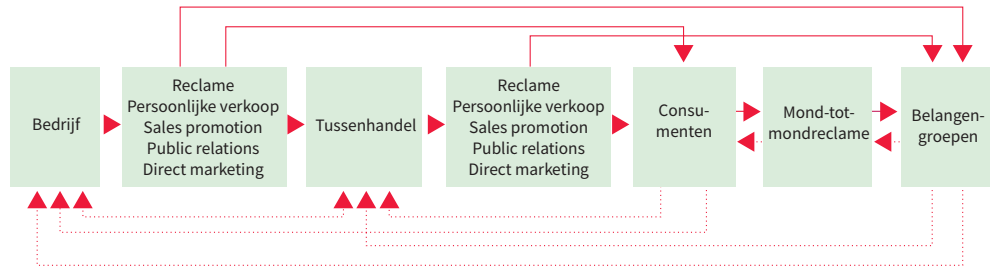 Bedrijf
Reclame
Persoonlijke verkoop
Sales promotion
Public relations
Direct marketing
Tussenhandel
Reclame
Persoonlijke verkoop
Sales promotion
Public relations
Direct marketing
Consu-
menten
Mond-tot-
mondreclame
Belangen-
groepen